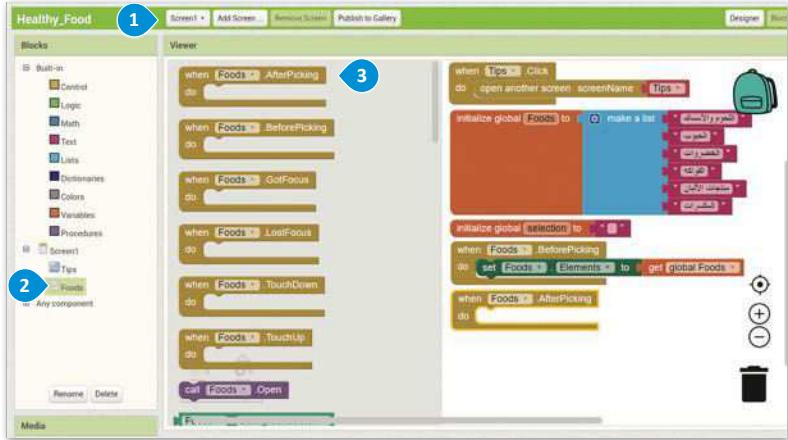 Healthy_Food
1
Screen1
Add Screen ...
Remove Screen
Publish to Gallery
Designer
Blocks
Viewer
Built-in
Control
Logic
Math
Text
Lists
Dictionaries
Colors
Variables
Procedures
Screen1
Tips
2
Foods
Any component
Rename
Delete
Media
when Foods .AfterPicking
do
3
when Foods .BeforePicking
do
when Foods .GotFocus
do
when Foods .LostFocus
do
when Foods .TouchDown
do
when Foods .TouchUp
do
call Foods .Open
when Tips .Click
do open another screen screenName " Tips "
initialize global Foods to make a list " اللحوم والأسماك "
" الحبوب "
" الخضروات "
" الفواكه "
" منتجات الألبان "
" المكسرات "
initialize global selection to " "
when Foods .BeforePicking
do set Foods . Elements to get global Foods
when Foods .AfterPicking
do